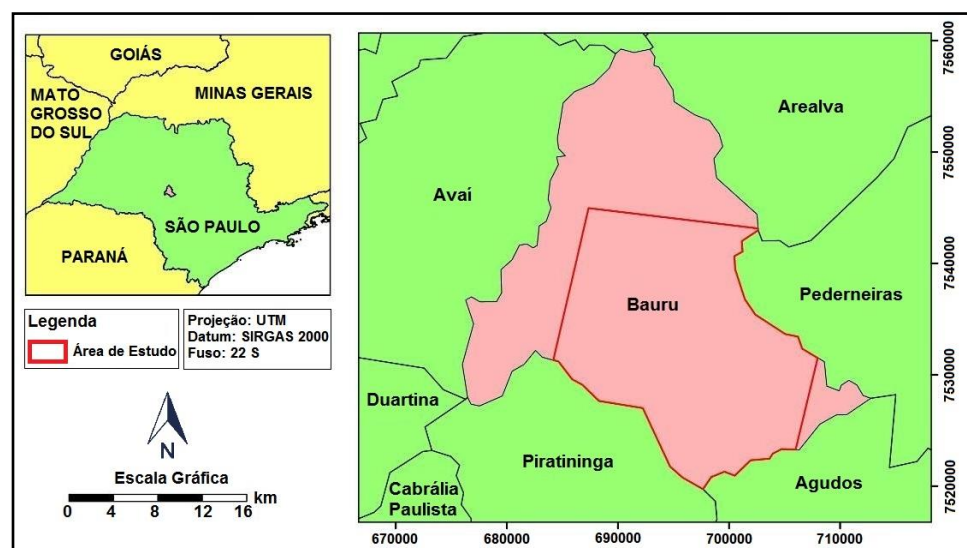 GOIÁS
MATO
GROSSO
DO SUL
MINAS GERAIS
SÃO PAULO
PARANÁ
Legenda
Área de Estudo
Projeção: UTM
Datum: SIRGAS 2000
Fuso: 22 S
N
Escala Gráfica
km
0 4 8 12 16
Arealva
Avaí
Bauru
Pederneiras
Duartina
Piratininga
Cabrália
Paulista
Agudos
7560000
7550000
7540000
7530000
7520000
670000 680000 690000 700000 710000